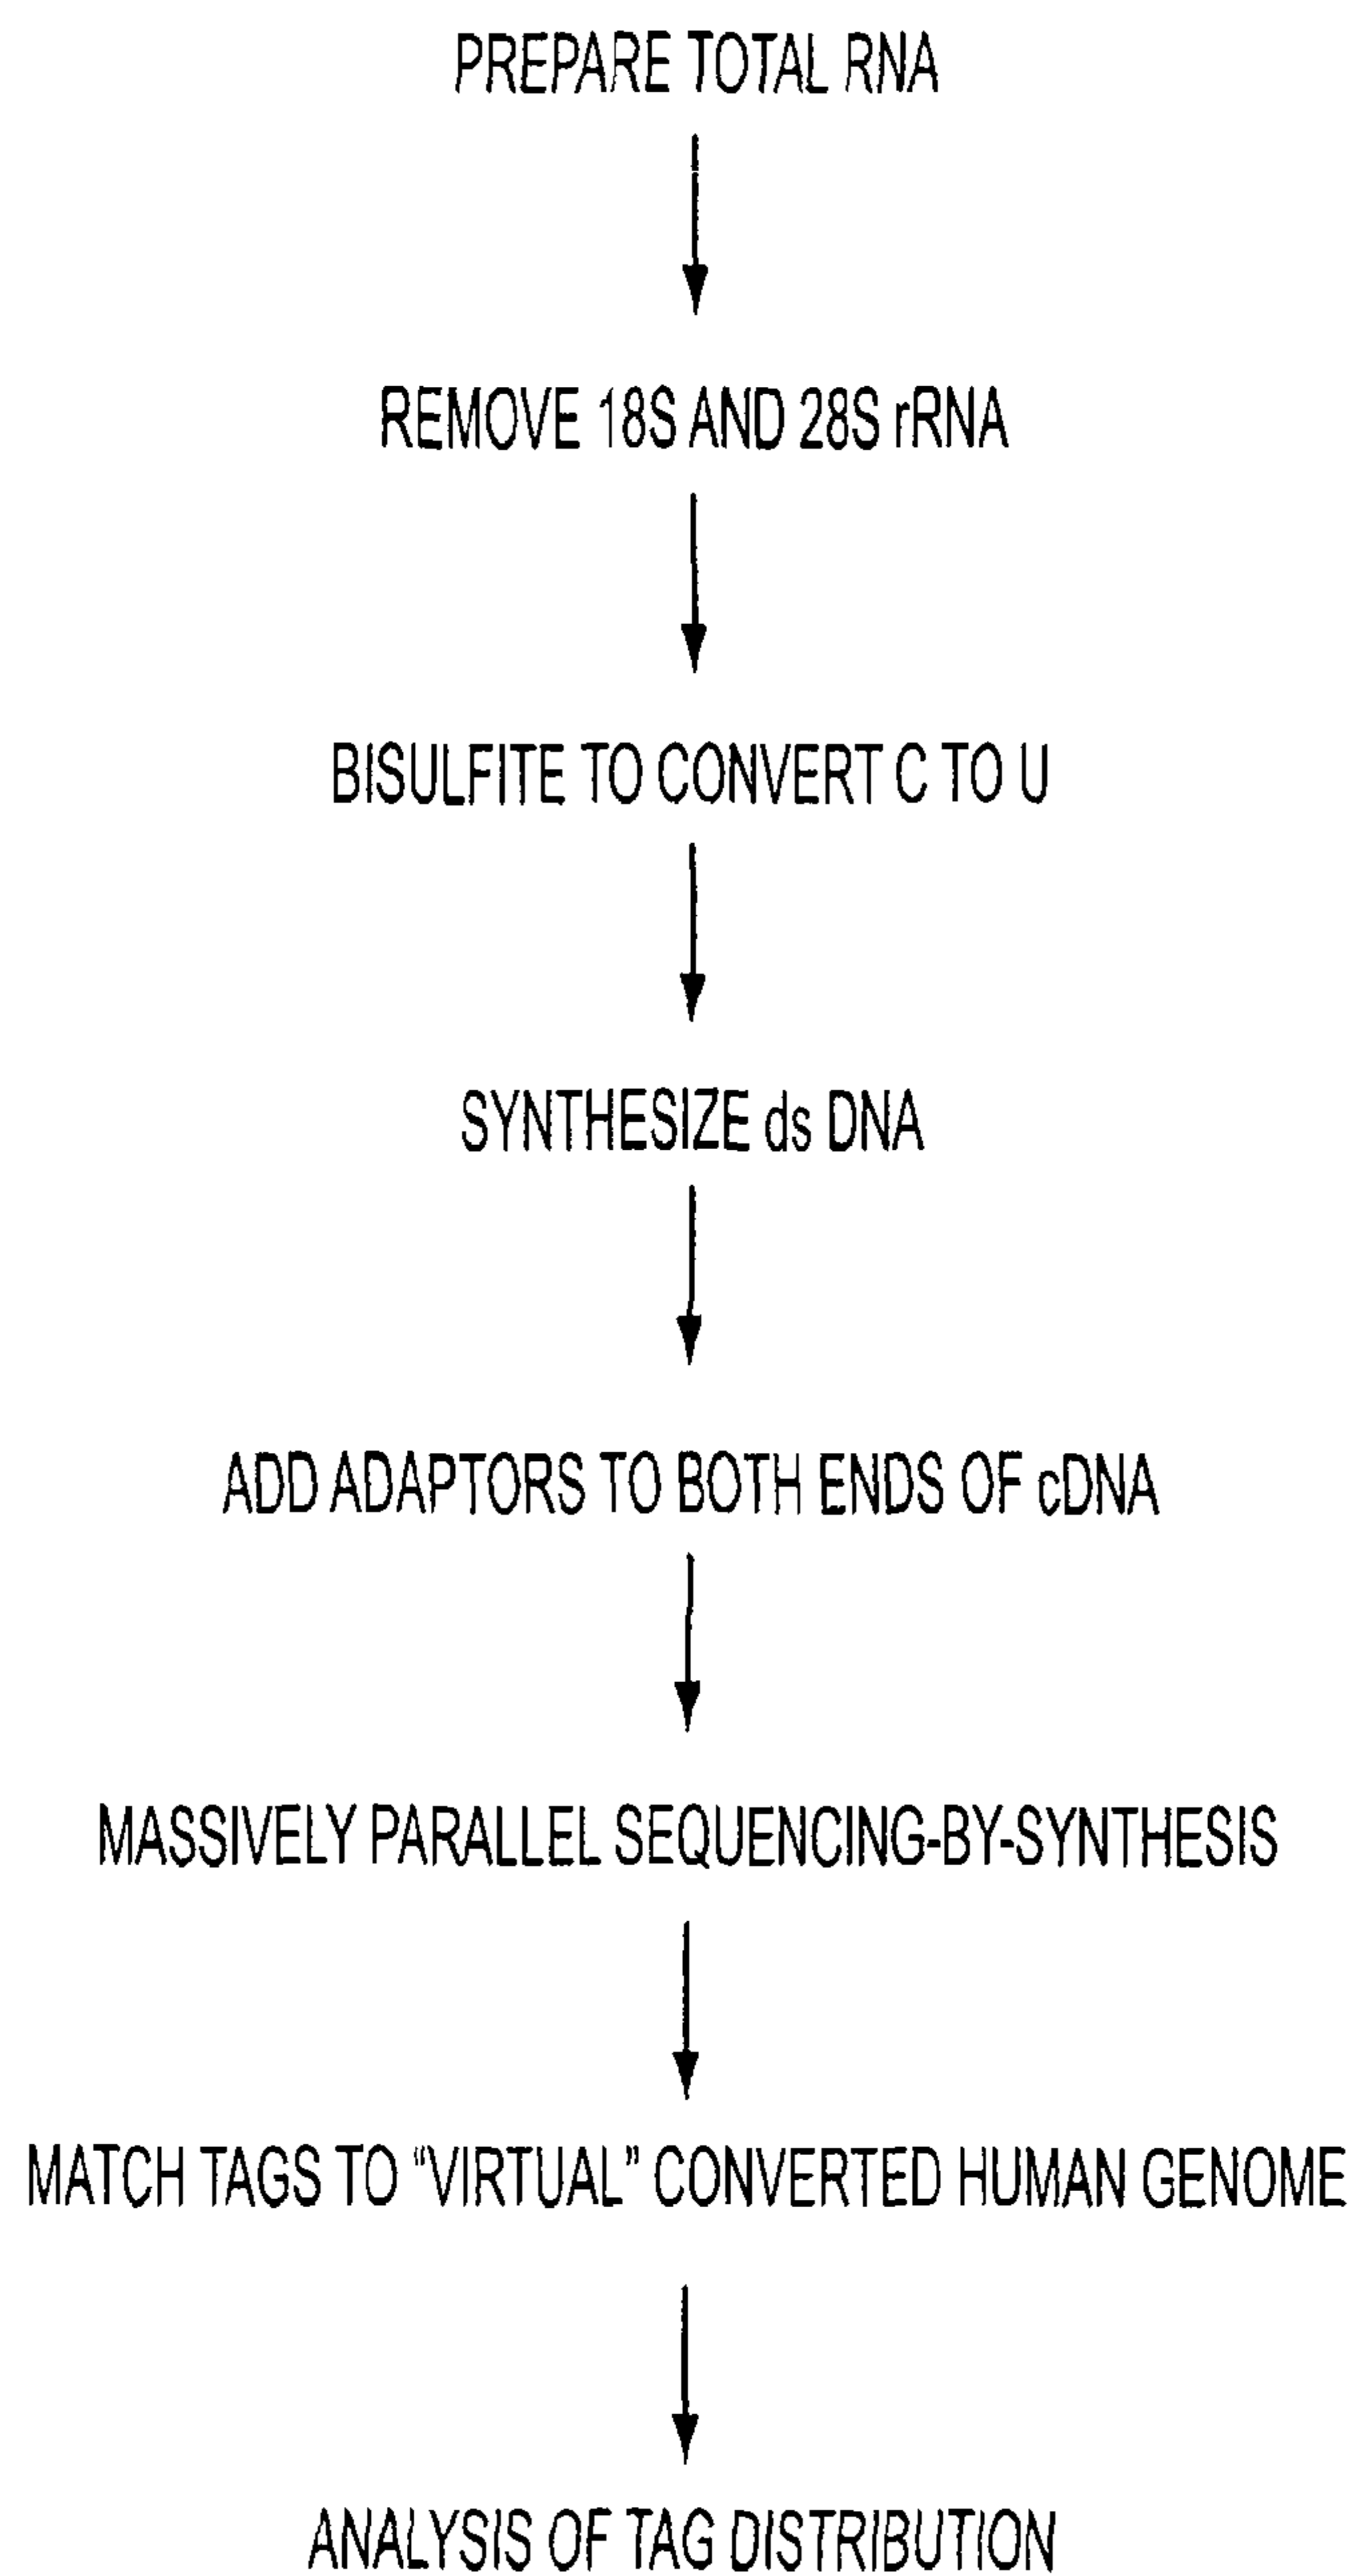 PREPARE TOTAL RNA
REMOVE 18S AND 28S rRNA
BISULFITE TO CONVERT C TO U
SYNTHESIZE ds DNA
ADD ADAPTORS TO BOTH ENDS OF cDNA
MASSIVELY PARALLEL SEQUENCING-BY-SYNTHESIS
MATCH TAGS TO “VIRTUAL” CONVERTED HUMAN GENOME
ANALYSIS OF TAG DISTRIBUTION